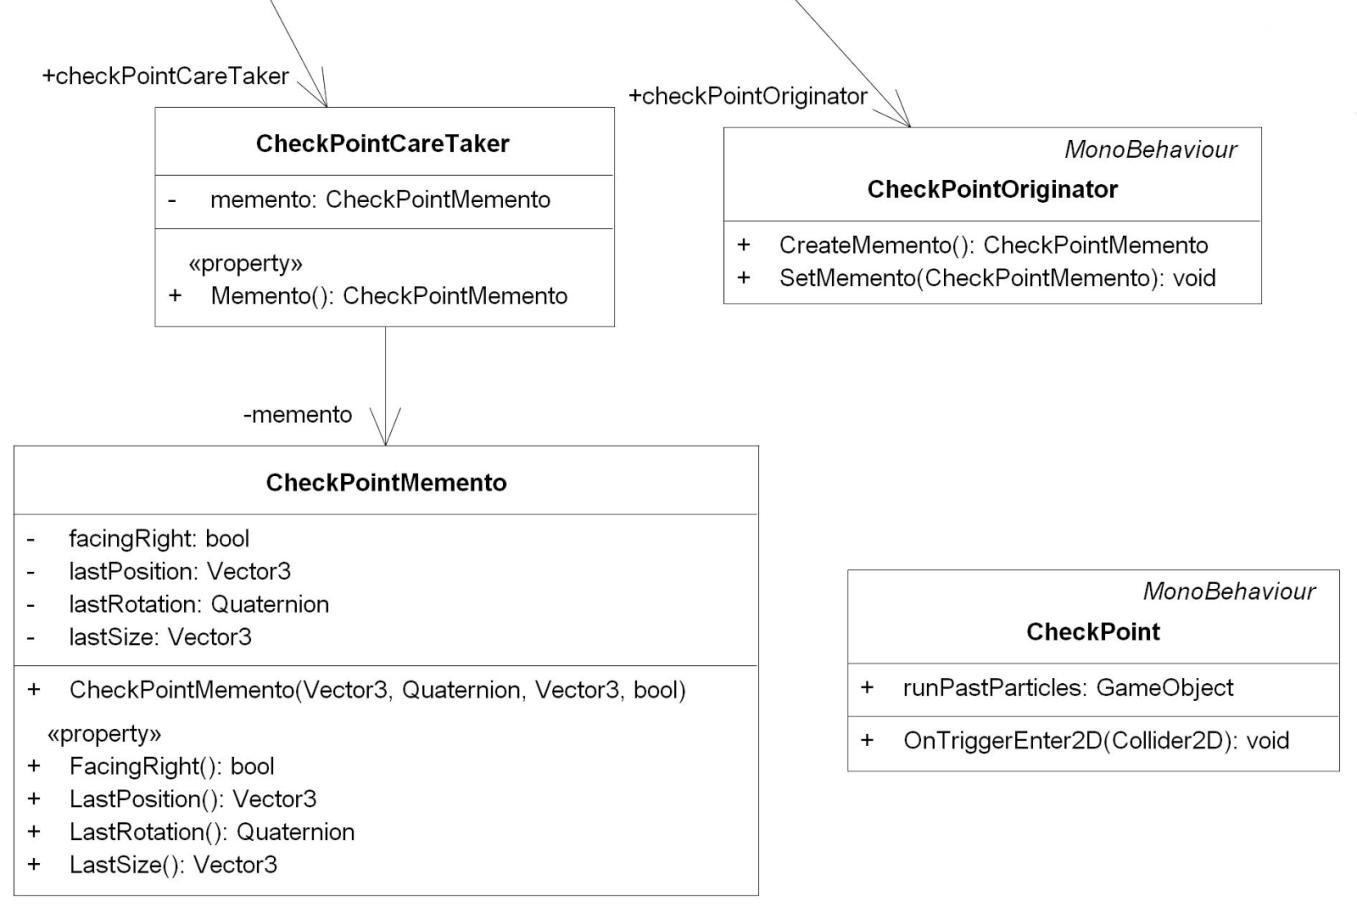 +checkPointCareTaker
CheckPointCareTaker
- memento: CheckPointMemento
«property»
+ Memento(): CheckPointMemento
+checkPointOriginator
MonoBehaviour
CheckPointOriginator
+ CreateMemento(): CheckPointMemento
+ SetMemento(CheckPointMemento): void
-memento
CheckPointMemento
- facingRight: bool
- lastPosition: Vector3
- lastRotation: Quaternion
- lastSize: Vector3
+ CheckPointMemento(Vector3, Quaternion, Vector3, bool)
«property»
+ FacingRight(): bool
+ LastPosition(): Vector3
+ LastRotation(): Quaternion
+ LastSize(): Vector3
MonoBehaviour
CheckPoint
+ runPastParticles: GameObject
+ OnTriggerEnter2D(Collider2D): void